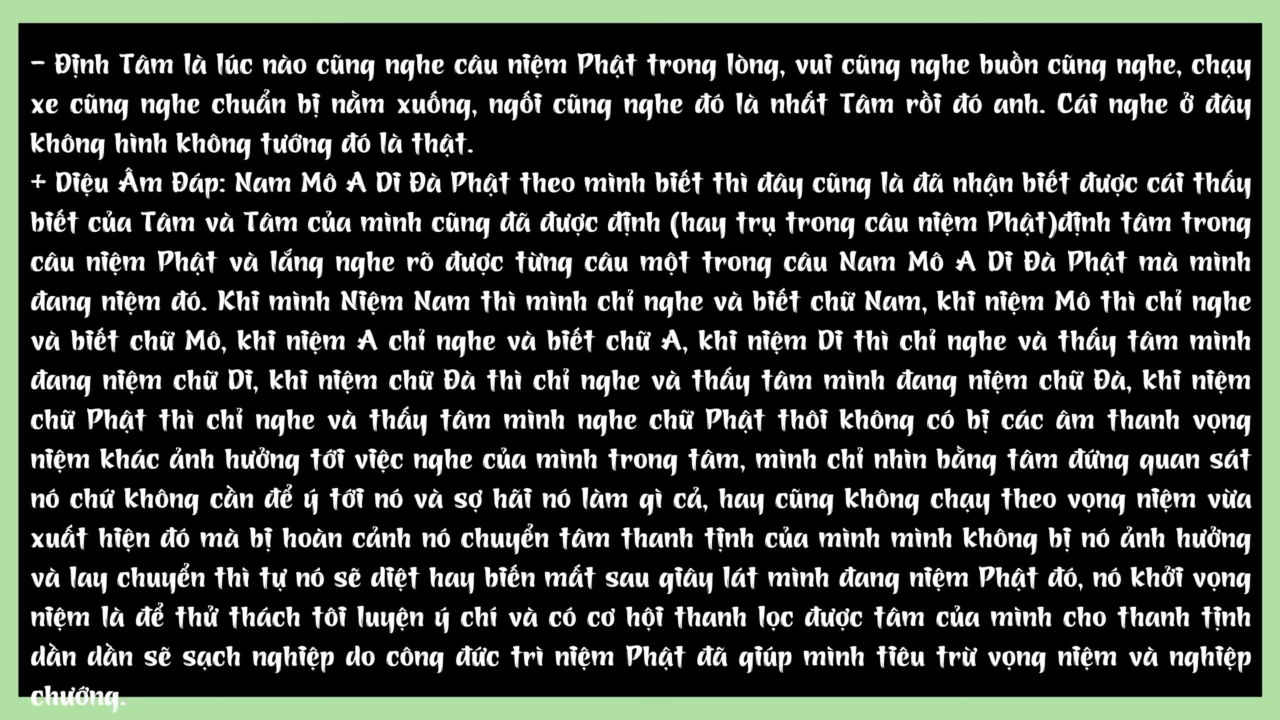 – Định Tâm là lúc nào cũng nghe câu niệm Phật trong lòng, vui cũng nghe buồn cũng nghe, chạy
xe cũng nghe chuẩn bị nằm xuống, ngối cũng nghe đó là nhất Tâm rồi đó anh. Cái nghe ở đây
không hình không tướng đó là thật.
+ Diệu Âm Đáp: Nam Mô A Di Đà Phật theo mình biết thì đây cũng là đã nhận biết được cái thấy
biết của Tâm và Tâm của mình cũng đã được định (hay trụ trong câu niệm Phật)định tâm trong
câu niệm Phật và lắng nghe rõ được từng câu một trong câu Nam Mô A Di Đà Phật mà mình
đang niệm đó. Khi mình Niệm Nam thì mình chỉ nghe và biết chữ Nam, khi niệm Mô thì chỉ nghe
và biết chữ Mô, khi niệm A chỉ nghe và biết chữ A, khi niệm Di thì chỉ nghe và thấy tâm mình
đang niệm chữ Di, khi niệm chữ Đà thì chỉ nghe và thấy tâm mình đang niệm chữ Đà, khi niệm
chữ Phật thì chỉ nghe và thấy tâm mình nghe chữ Phật thôi không có bị các âm thanh vọng
niệm khác ảnh hưởng tới việc nghe của mình trong tâm, mình chỉ nhìn bằng tâm đứng quan sát
nó chứ không cần để ý tới nó và sợ hãi nó làm gì cả, hay cũng không chạy theo vọng niệm vừa
xuất hiện đó mà bị hoàn cảnh nó chuyển tâm thanh tịnh của mình mình không bị nó ảnh hưởng
và lay chuyển thì tự nó sẽ diệt hay biến mất sau giây lát mình đang niệm Phật đó, nó khởi vọng
niệm là để thử thách tôi luyện ý chí và có cơ hội thanh lọc được tâm của mình cho thanh tịnh
dần dần sẽ sạch nghiệp do công đức trì niệm Phật đã giúp mình tiêu trừ vọng niệm và nghiệp
chướng.